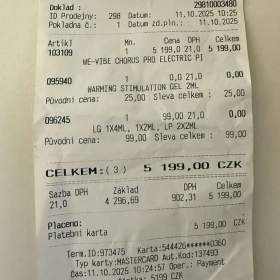 Doklad : 29810003480
ID Prodejny: 298 Datum: 11.10.2025 10:25
Pokladna č.: 1 Datum zd.pln.: 11.10.2025
Artikl Mn. Cena DPH Celkem
103109 1 5 199,0 21,0 5 199,00
WE-VIBE CHORUS PRO ELECTRIC PI
095940 1 0,0 21,0 0,00
WARMING STIMULATION GEL 2ML
Původní cena: 25,00 Sleva celkem : 25,00
096245 1 99,00 21,0 0,00
LG 1X4ML, 1X2ML, LP 2X2ML
Původní cena: 99,00 Sleva celkem : 99,00
CELKEM: (3) 5 199,00 CZK
Sazba DPH Základ DPH Celkem
21,0 4 296,69 902,31 5 199,00
Placeno:
Platební karta 5 199,00 CZK
Term.ID:973475 Karta:544426******0360
Typ karty:MASTERCARD Aut.Kod:137493
Čas:11.10.2025 10:24:57 Oper.: Payment
Částka: 5199 CZK